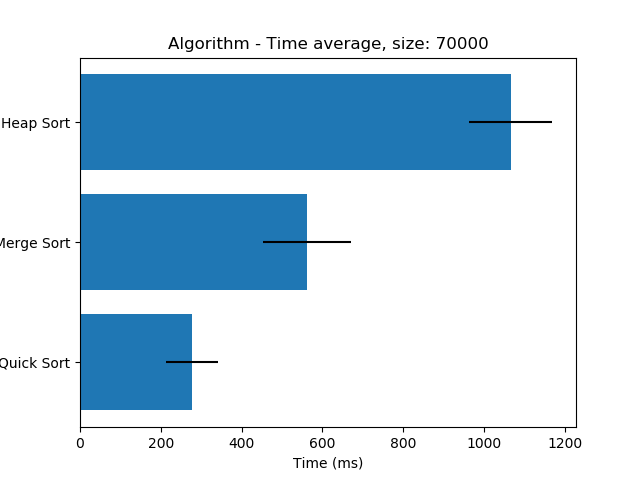 Algorithm - Time average, size: 70000
Heap Sort
Merge Sort
Quick Sort
0 200 400 600 800 1000 1200
Time (ms)